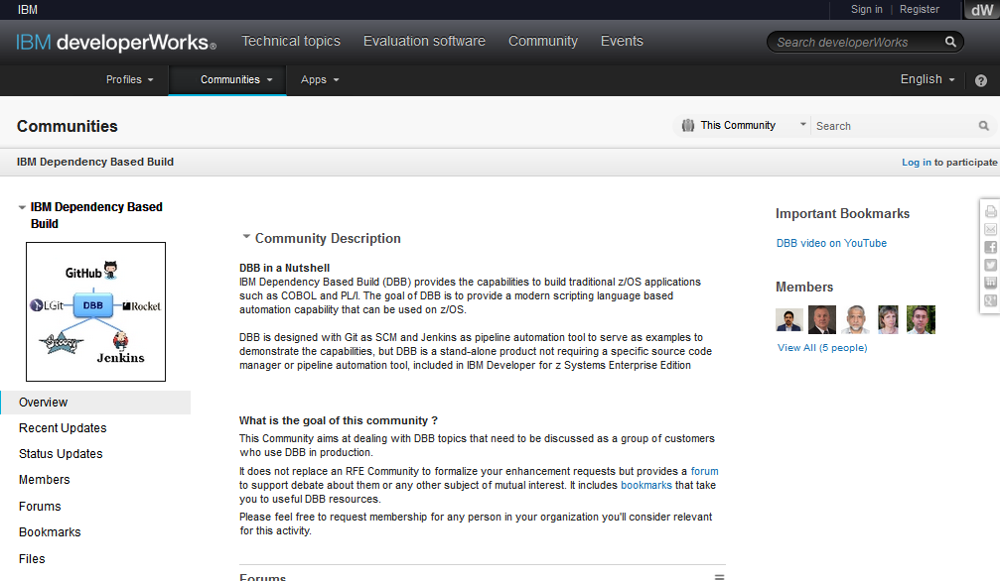 IBM
Sign in | Register
dW
IBM developerWorks®
Technical topics
Evaluation software
Community
Events
Search developerWorks
Profiles
Communities
Apps
English
?
Communities
This Community
Search
IBM Dependency Based Build
Log in to participate
IBM Dependency Based
Build
GitHub
LGit
DBB
Rocket
Groovy
Jenkins
Overview
Recent Updates
Status Updates
Members
Forums
Bookmarks
Files
Community Description
DBB in a Nutshell
IBM Dependency Based Build (DBB) provides the capabilities to build traditional z/OS applications
such as COBOL and PL/I. The goal of DBB is to provide a modern scripting language based
automation capability that can be used on z/OS.
DBB is designed with Git as SCM and Jenkins as pipeline automation tool to serve as examples to
demonstrate the capabilities, but DBB is a stand-alone product not requiring a specific source code
manager or pipeline automation tool, included in IBM Developer for z Systems Enterprise Edition
What is the goal of this community ?
This Community aims at dealing with DBB topics that need to be discussed as a group of customers
who use DBB in production.
It does not replace an RFE Community to formalize your enhancement requests but provides a forum
to support debate about them or any other subject of mutual interest. It includes bookmarks that take
you to useful DBB resources.
Please feel free to request membership for any person in your organization you'll consider relevant
for this activity.
Forums
Important Bookmarks
DBB video on YouTube
Members
View All (5 people)